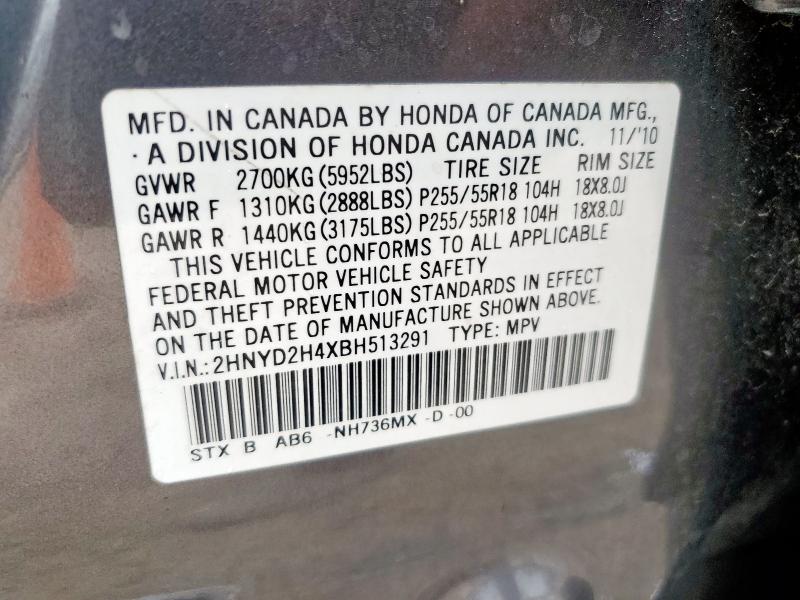 MFD. IN CANADA BY HONDA OF CANADA MFG.,
· A DIVISION OF HONDA CANADA INC. 11/'10
GVWR 2700KG (5952LBS) TIRE SIZE RIM SIZE
GAWR F 1310KG (2888LBS) P255/55R18 104H 18X8.0J
GAWR R 1440KG (3175LBS) P255/55R18 104H 18X8.0J
THIS VEHICLE CONFORMS TO ALL APPLICABLE
FEDERAL MOTOR VEHICLE SAFETY
AND THEFT PREVENTION STANDARDS IN EFFECT
ON THE DATE OF MANUFACTURE SHOWN ABOVE.
V.I.N.: 2HNYD2H4XBH513291 TYPE: MPV
STX B AB6 -NH736MX -D -00